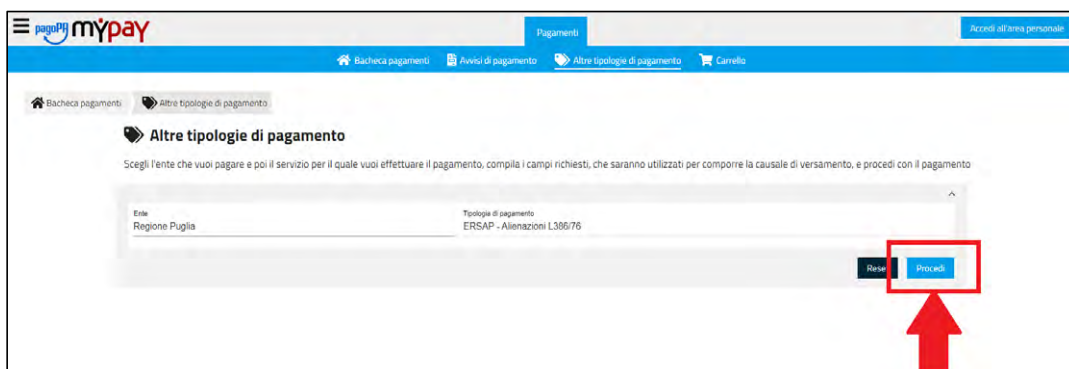 pagoPA mypay
Pagamenti
Accedi all'area personale
Bacheca pagamenti Avvisi di pagamento Altre tipologie di pagamento Carrello
Bacheca pagamenti Altre tipologie di pagamento
Altre tipologie di pagamento
Scegli l'ente che vuoi pagare e poi il servizio per il quale vuoi effettuare il pagamento, compila i campi richiesti, che saranno utilizzati per comporre la causale di versamento, e procedi con il pagamento
Ente Tipologia di pagamento
Regione Puglia ERSAP - Alienazioni L386/76
Rese Procedi